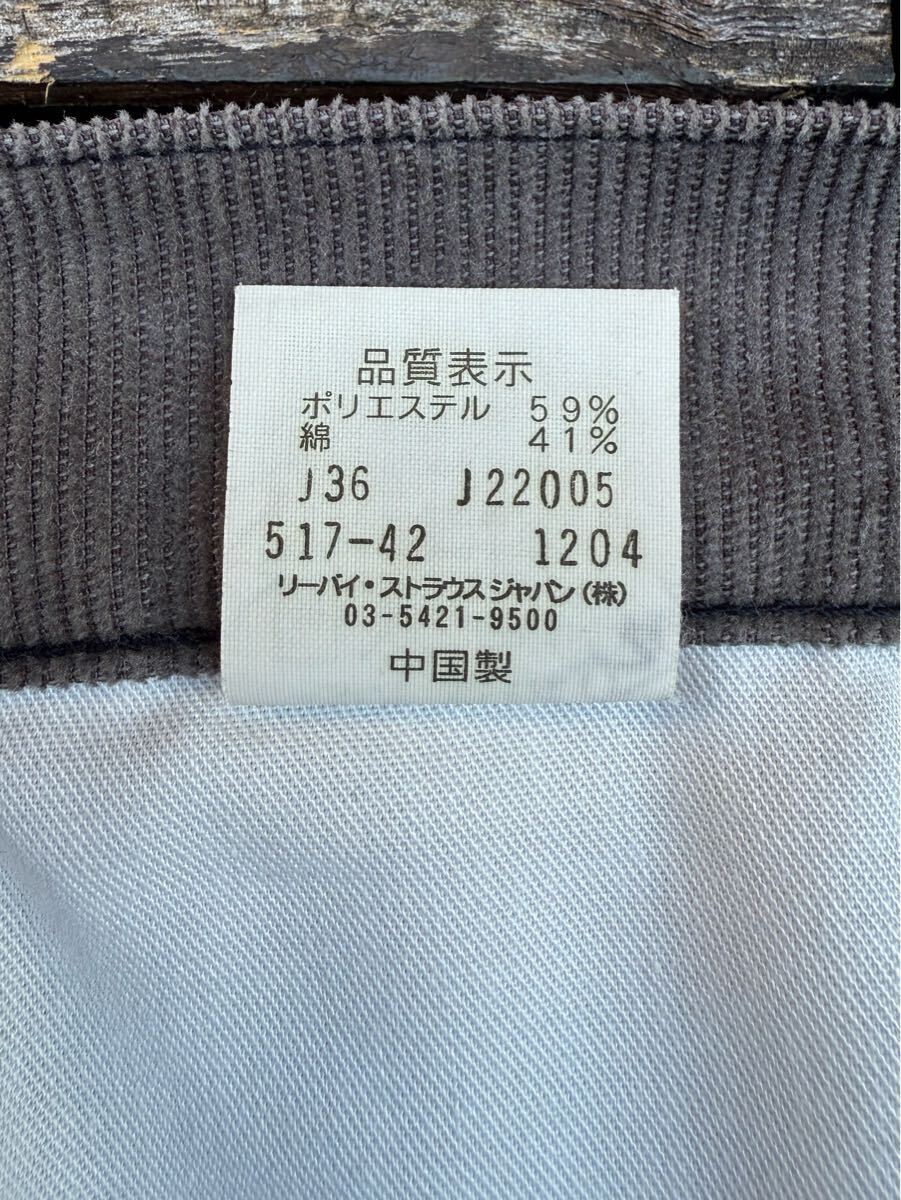 品質表示
ポリエステル 59%
綿 41%
J36 J22005
517-42 1204
リーバイ・ストラウスジャパン(株)
03-5421-9500
中国製